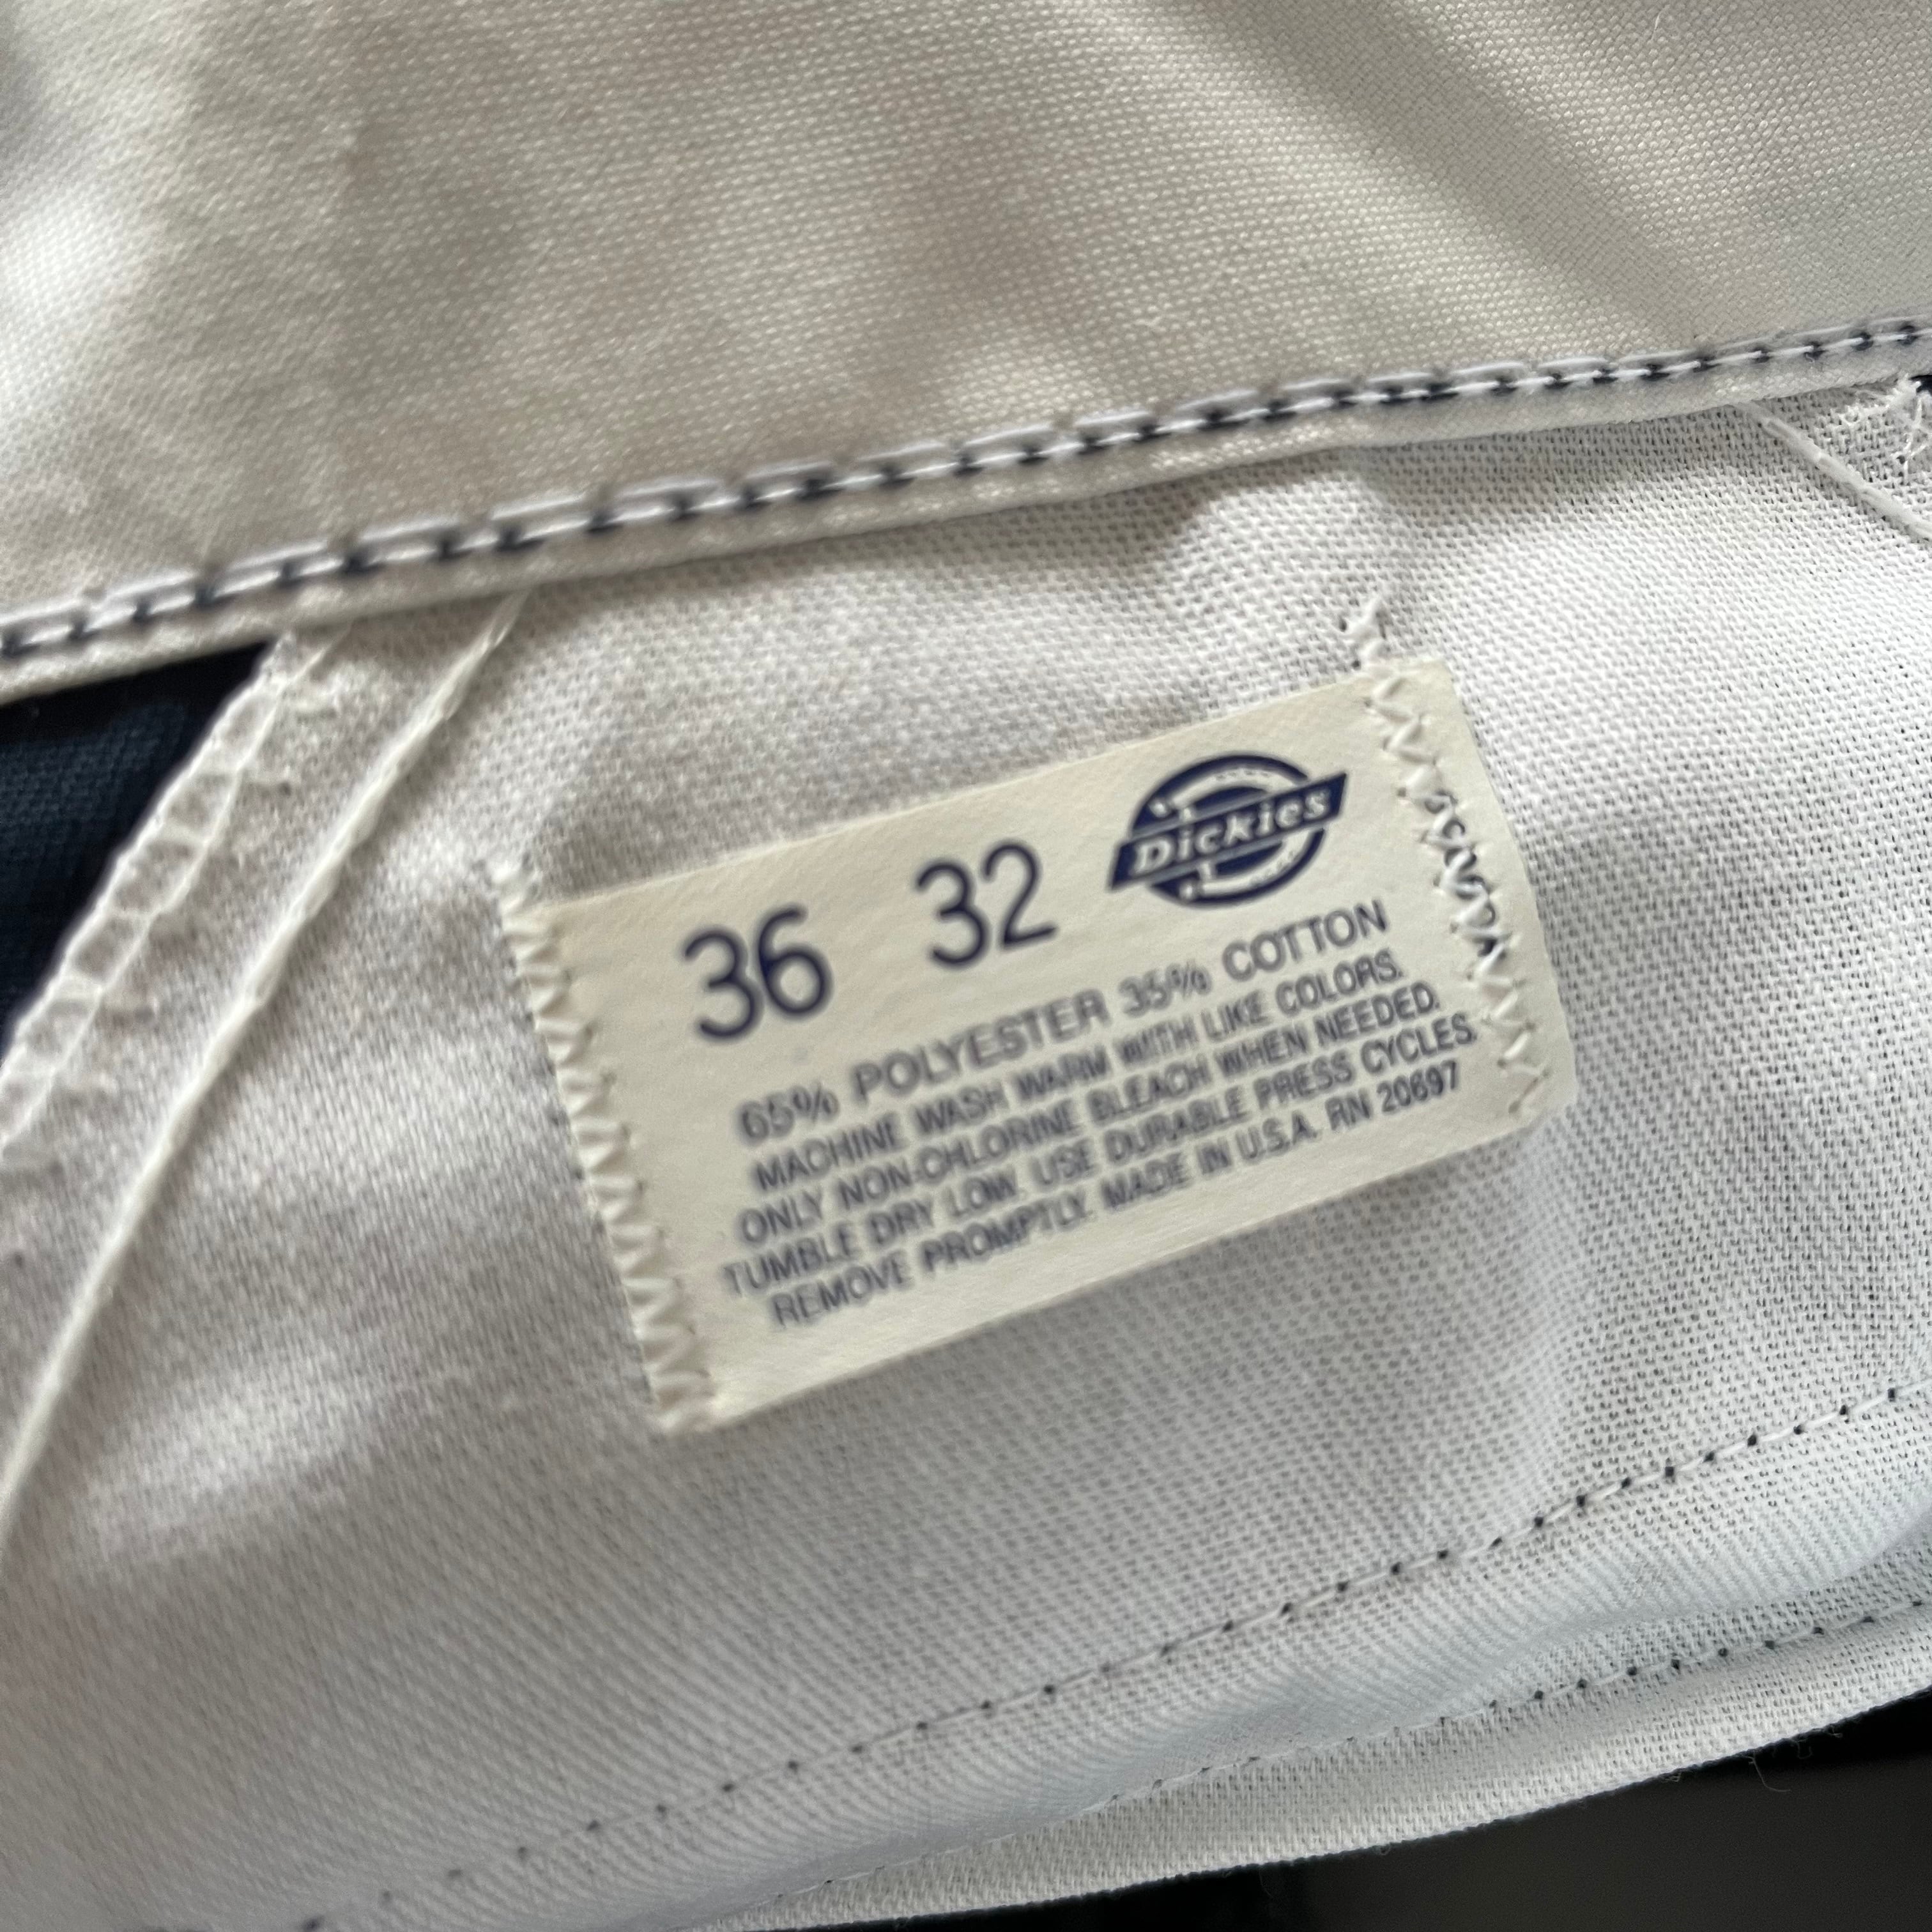 36 32 Dickies
65% POLYESTER 35% COTTON
MACHINE WASH WARM WITH LIKE COLORS.
ONLY NON-CHLORINE BLEACH WHEN NEEDED.
TUMBLE DRY LOW. USE DURABLE PRESS CYCLES.
REMOVE PROMPTLY. MADE IN U.S.A. RN 20697